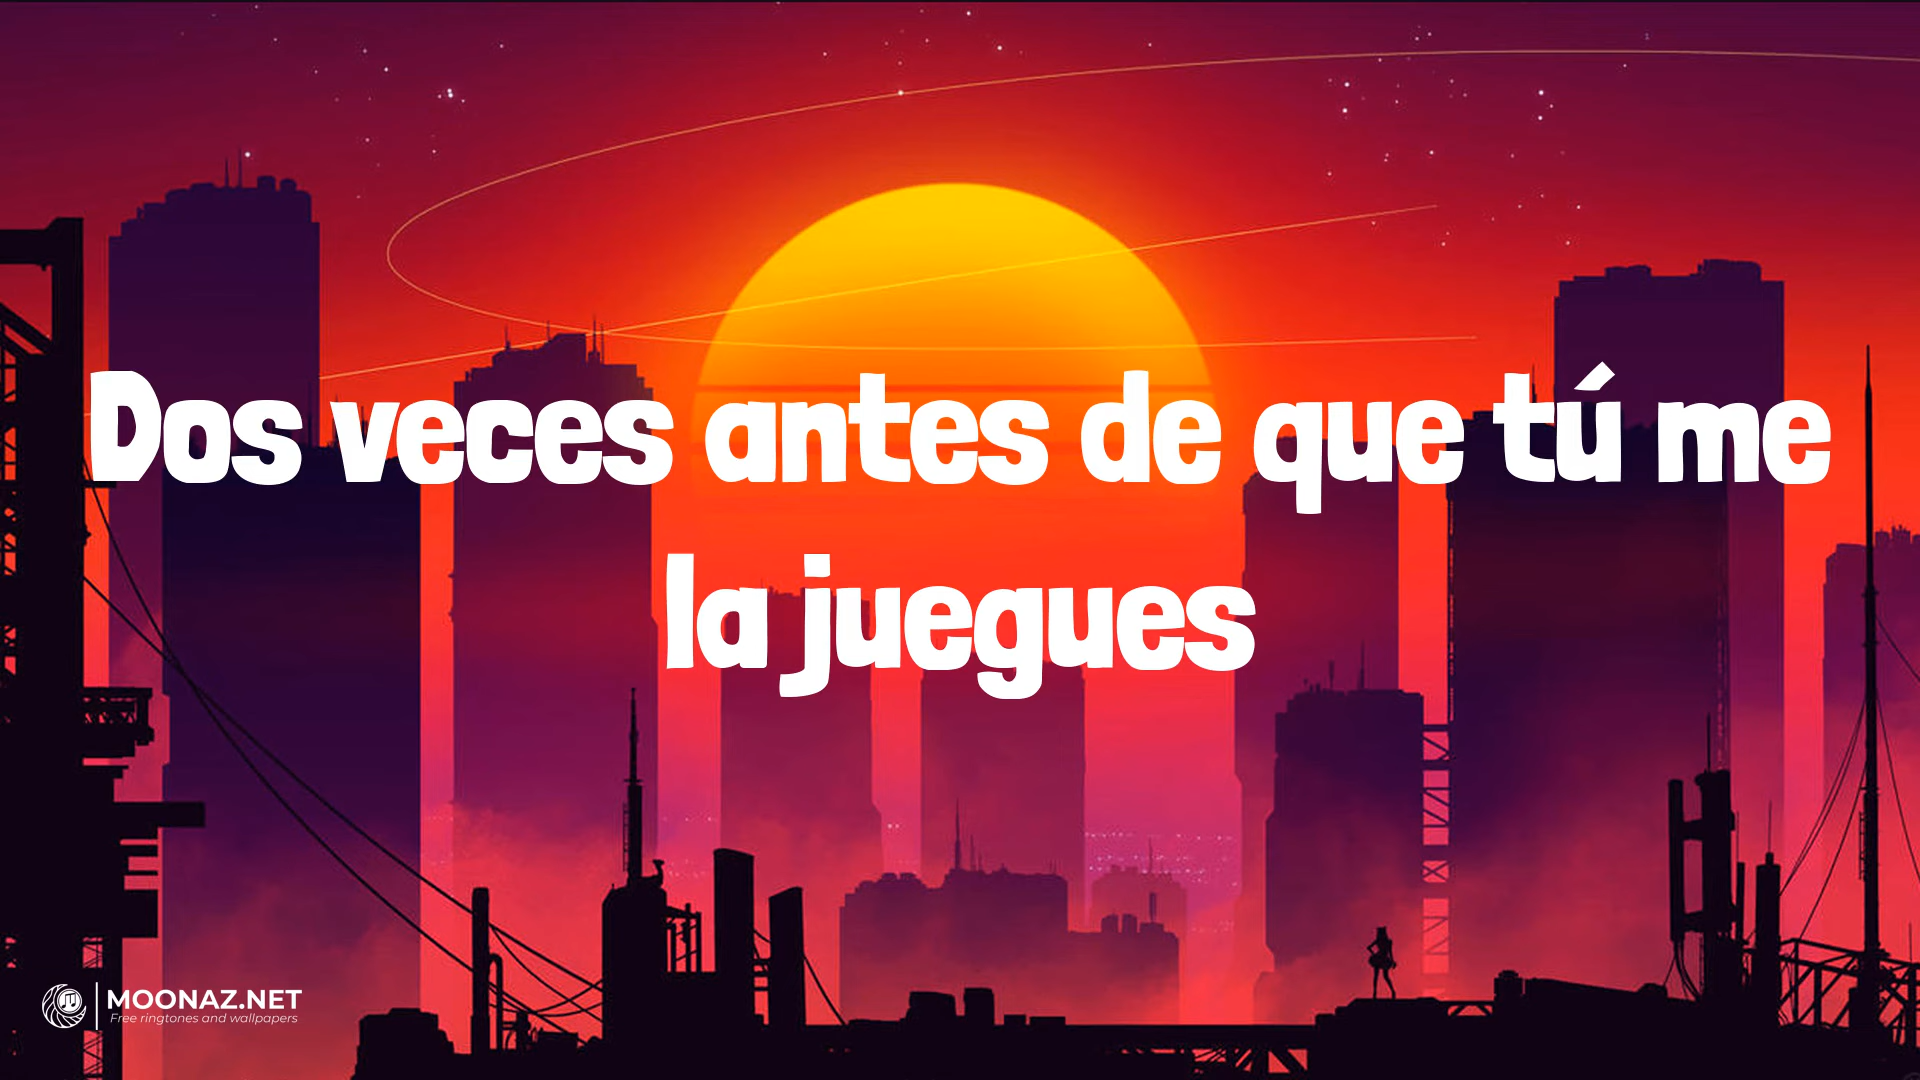 Dos veces antes de que tú me
la juegues
MOONAZ.NET
Free ringtones and wallpapers